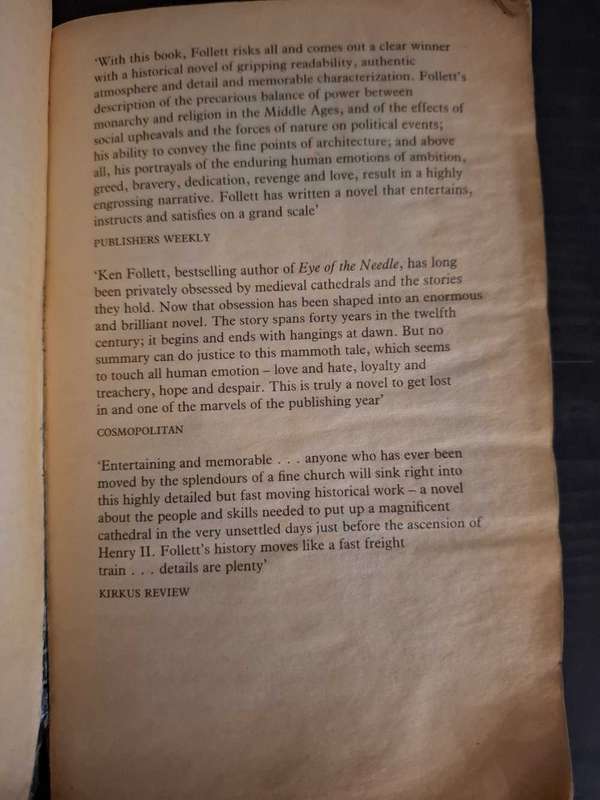 'With this book, Follett risks all and comes out a clear winner
with a historical novel of gripping readability, authentic
atmosphere and detail and memorable characterization. Follett's
description of the precarious balance of power between
monarchy and religion in the Middle Ages, and of the effects of
social upheavals and the forces of nature on political events;
his ability to convey the fine points of architecture; and above
all, his portrayals of the enduring human emotions of ambition,
greed, bravery, dedication, revenge and love, result in a highly
engrossing narrative. Follett has written a novel that entertains,
instructs and satisfies on a grand scale'
PUBLISHERS WEEKLY
'Ken Follett, bestselling author of Eye of the Needle, has long
been privately obsessed by medieval cathedrals and the stories
they hold. Now that obsession has been shaped into an enormous
and brilliant novel. The story spans forty years in the twelfth
century; it begins and ends with hangings at dawn. But no
summary can do justice to this mammoth tale, which seems
to touch all human emotion – love and hate, loyalty and
treachery, hope and despair. This is truly a novel to get lost
in and one of the marvels of the publishing year'
COSMOPOLITAN
'Entertaining and memorable . . . anyone who has ever been
moved by the splendours of a fine church will sink right into
this highly detailed but fast moving historical work – a novel
about the people and skills needed to put up a magnificent
cathedral in the very unsettled days just before the ascension of
Henry II. Follett's history moves like a fast freight
train . . . details are plenty'
KIRKUS REVIEW